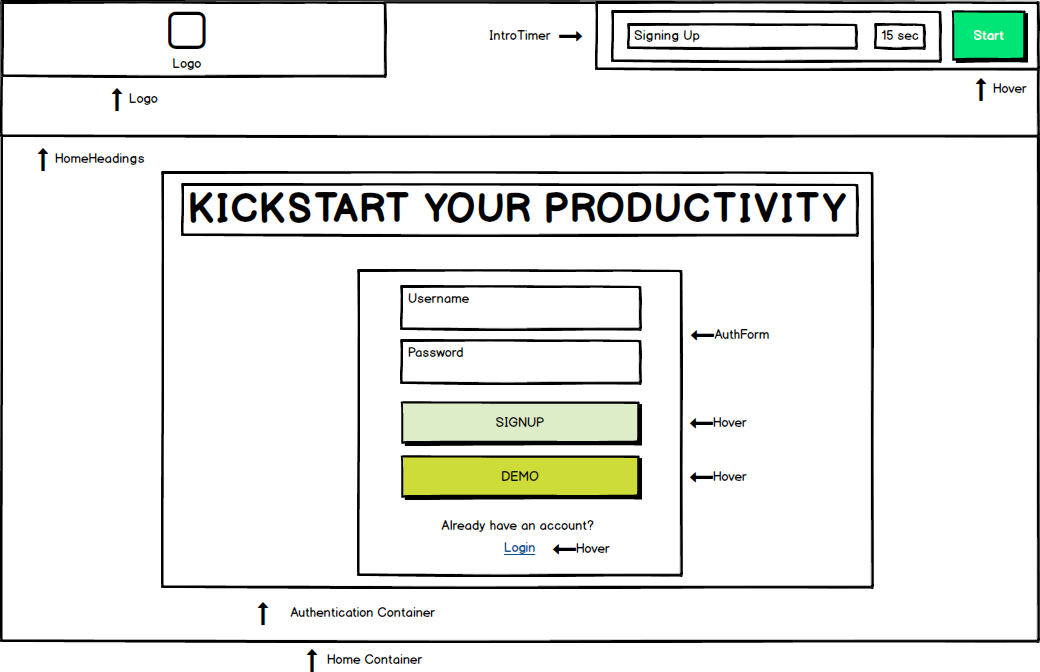 Logo
IntroTimer
Signing Up
15 sec
Start
Logo
Hover
HomeHeadings
KICKSTART YOUR PRODUCTIVITY
Username
AuthForm
Password
SIGNUP
Hover
DEMO
Hover
Already have an account?
Login
Hover
Authentication Container
Home Container